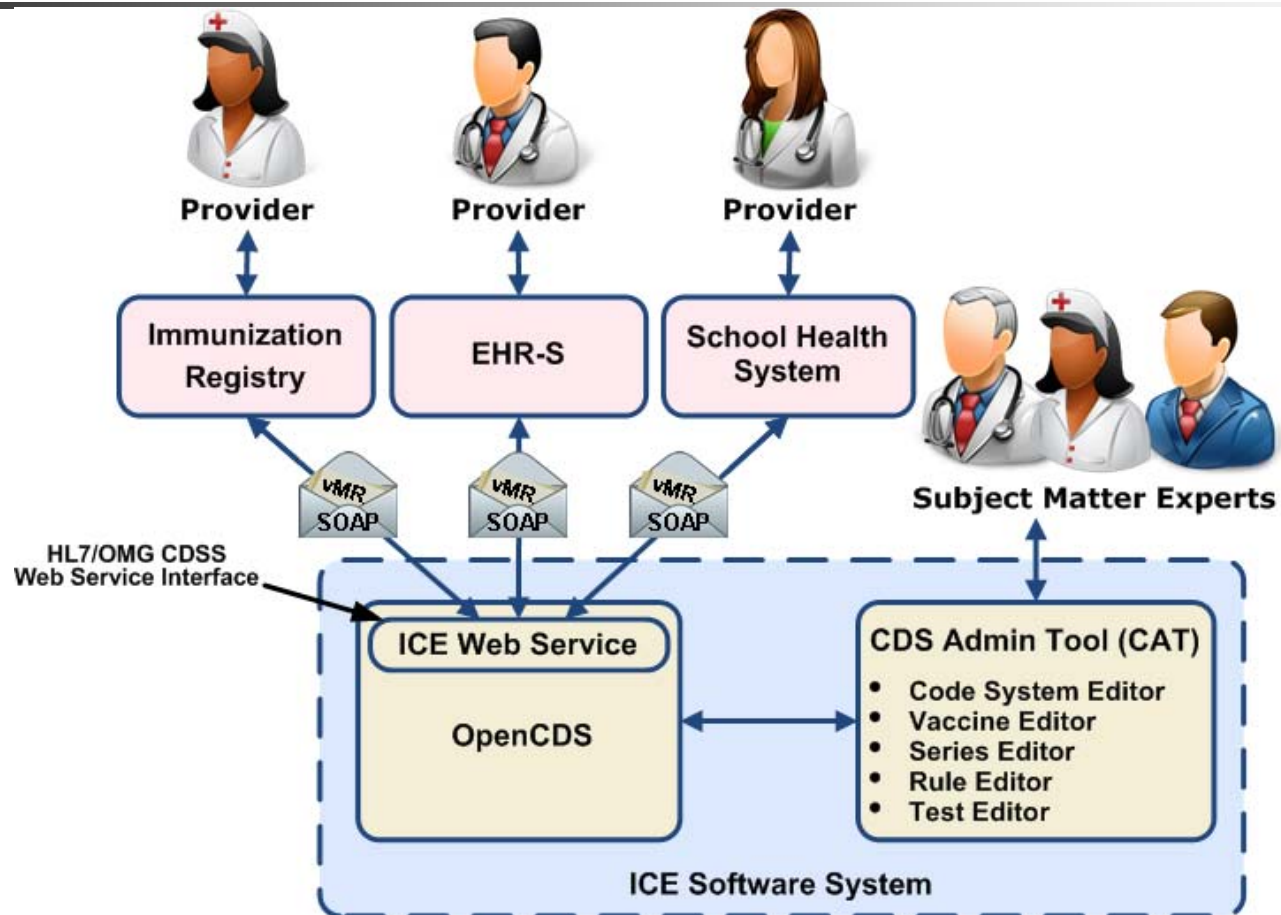 Provider
Provider
Provider
Immunization
Registry
EHR-S
School Health
System
vMR
SOAP
vMR
SOAP
vMR
SOAP
Subject Matter Experts
HL7/OMG CDSS
Web Service Interface
ICE Web Service
OpenCDS
CDS Admin Tool (CAT)
• Code System Editor
• Vaccine Editor
• Series Editor
• Rule Editor
• Test Editor
ICE Software System